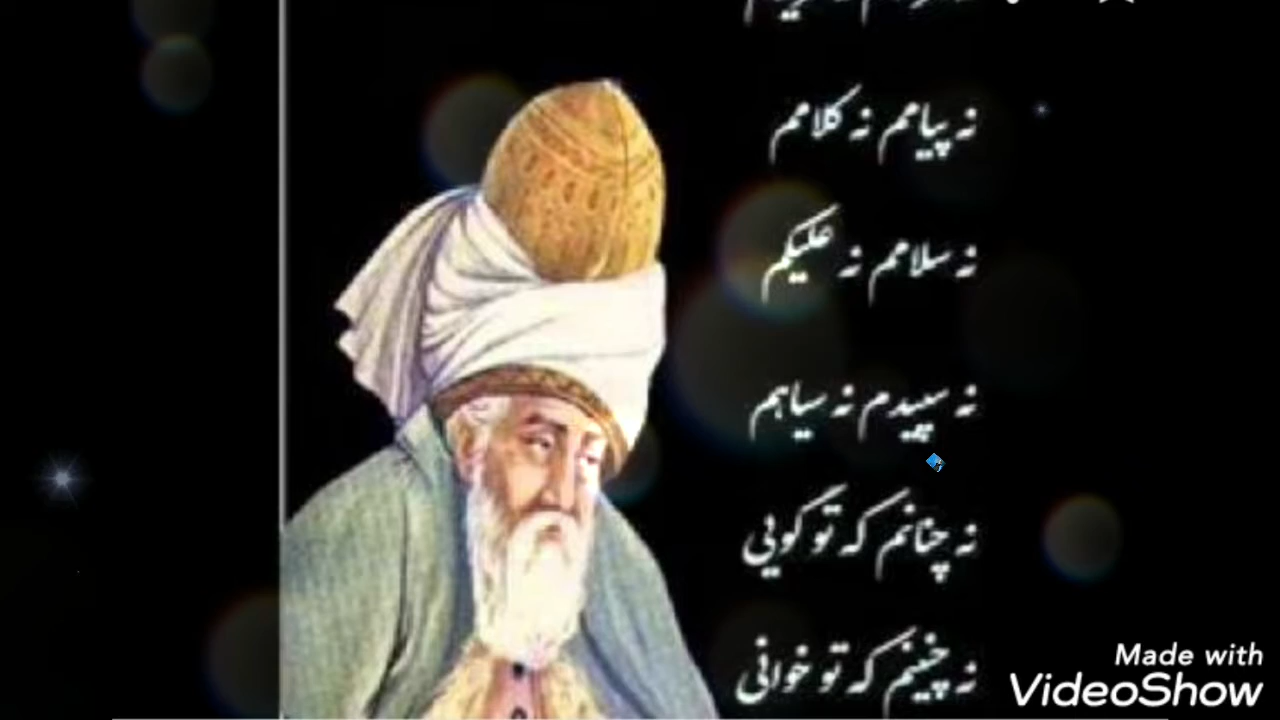 نه پیامم نه کلامم
نه سلامم نه علیکم
نه سپیدم نه سیاهم
نه چنانم که تو گویی
نه چنینم که تو خوانی
Made with
VideoShow